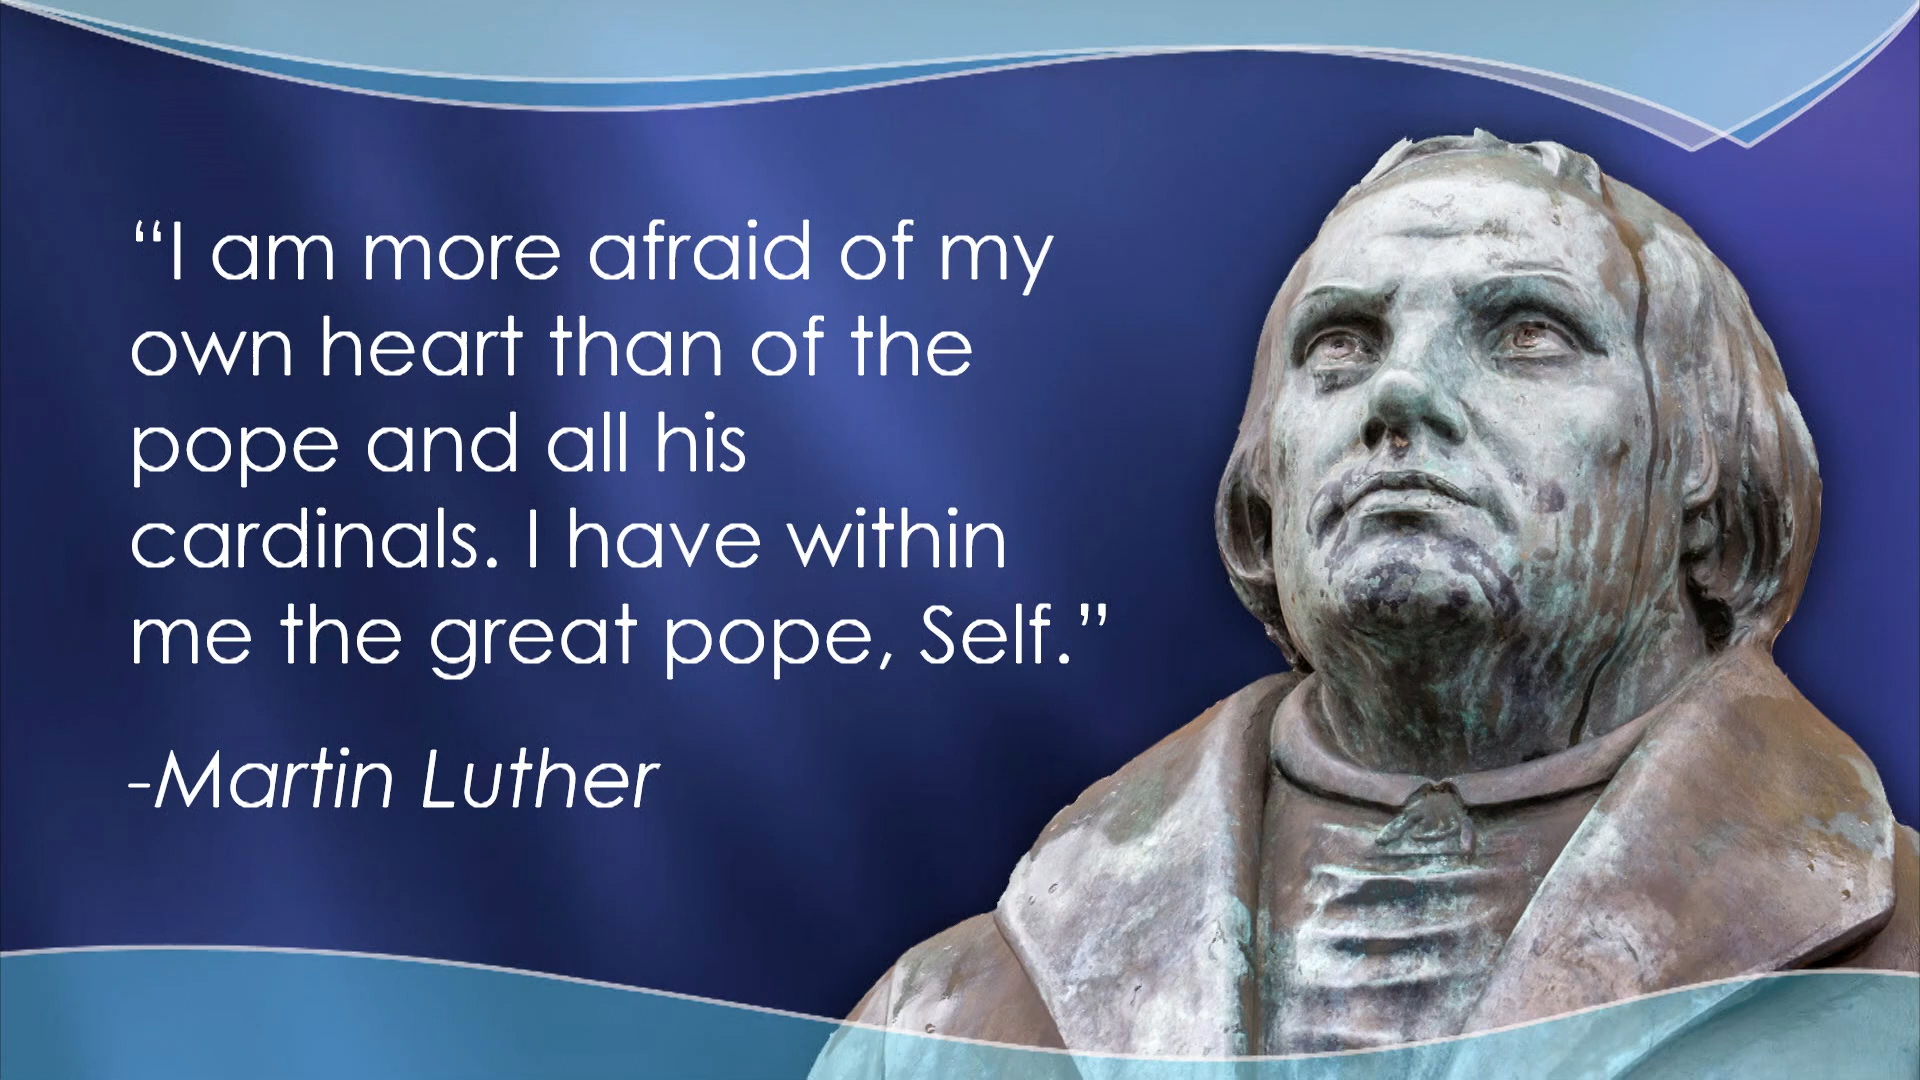 “I am more afraid of my
own heart than of the
pope and all his
cardinals. I have within
me the great pope, Self.”
-Martin Luther